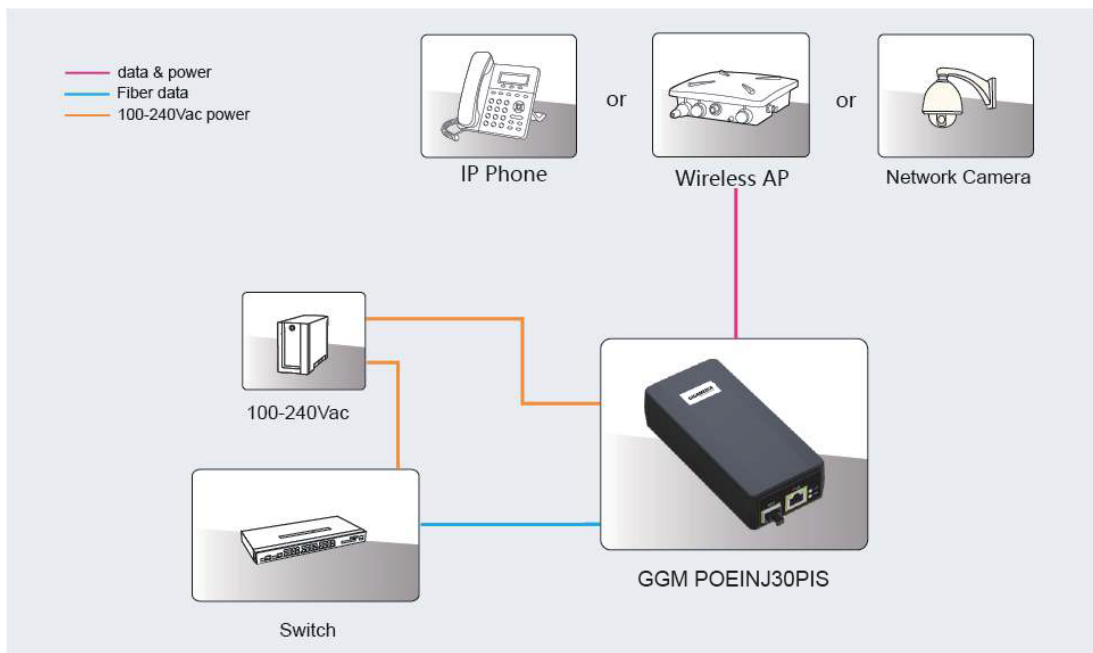 data & power
Fiber data
100-240Vac power
or
or
IP Phone
Wireless AP
Network Camera
100-240Vac
GGM POEINJ30PIS
Switch